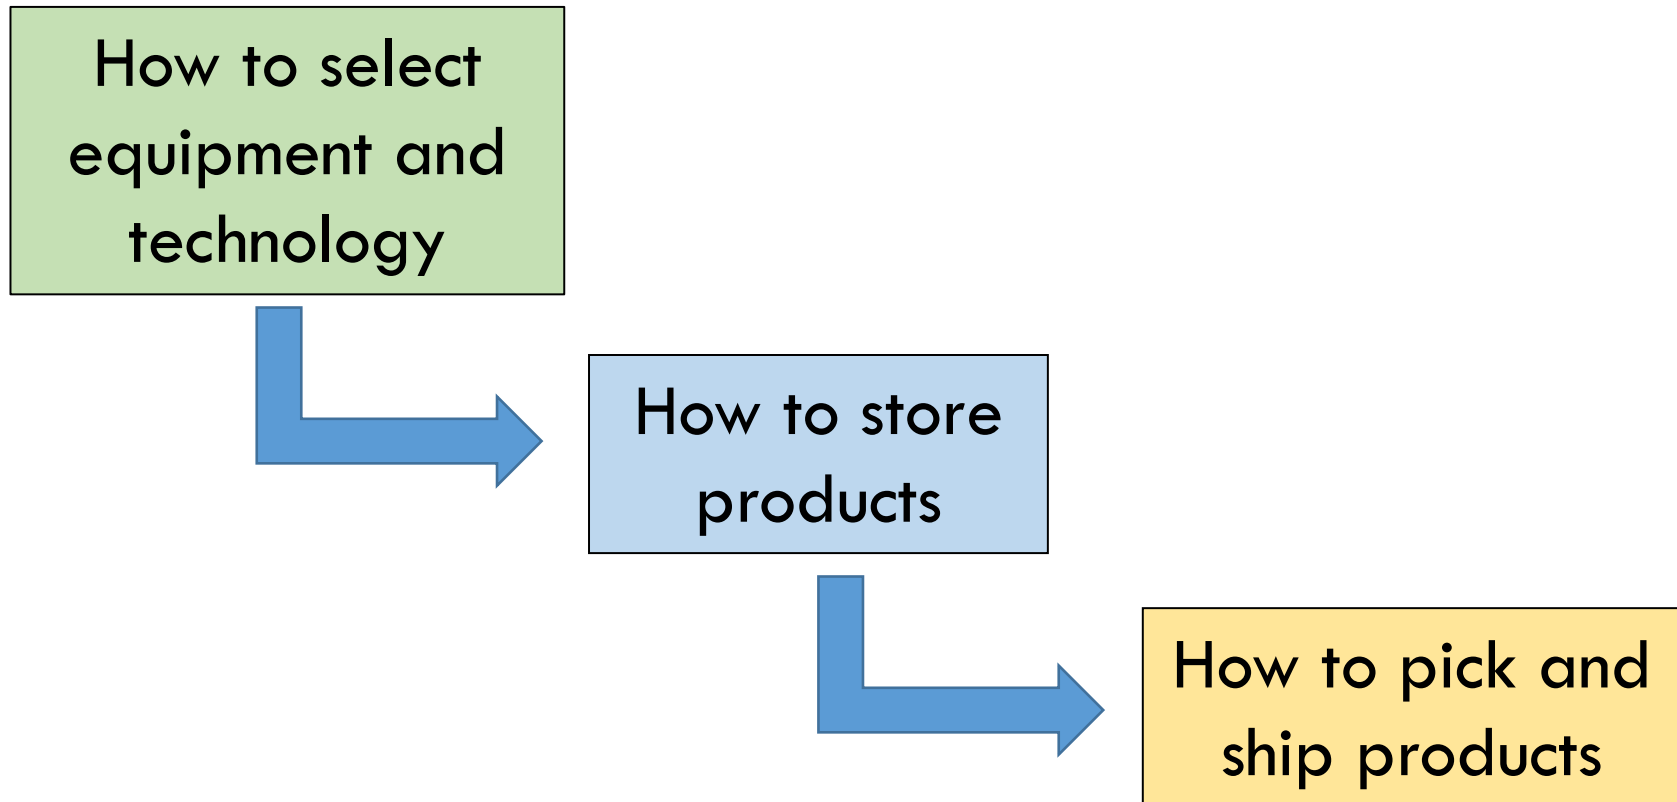 How to select
equipment and
technology
How to store
products
How to pick and
ship products